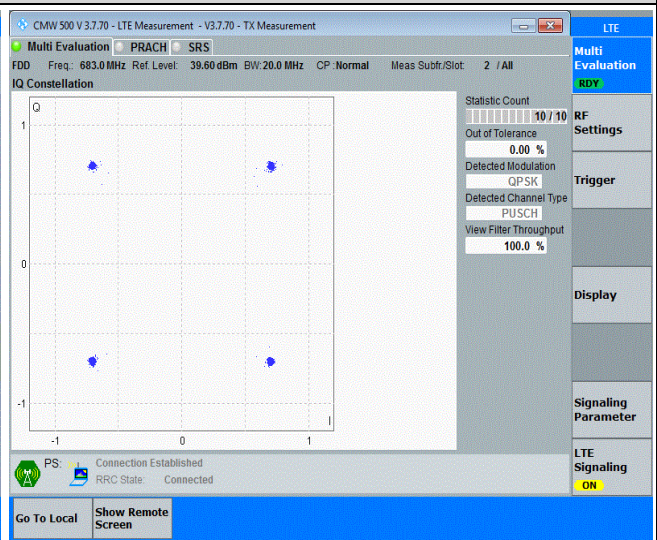 CMW 500 V 3.7.70 - LTE Measurement - V3.7.70 - TX Measurement
LTE
Multi Evaluation PRACH SRS
FDD Freq.: 683.0 MHz Ref. Level: 39.60 dBm BW: 20.0 MHz CP : Normal Meas Subfr./Slot: 2 / All
IQ Constellation
Q
1
0
-1
I
-1 0 1
Statistic Count
10 / 10
Out of Tolerance
0.00 %
Detected Modulation
QPSK
Detected Channel Type
PUSCH
View Filter Throughput
100.0 %
Multi
Evaluation
RDY
RF
Settings
Trigger
Display
Signaling
Parameter
LTE
Signaling
ON
PS: Connection Established
RRC State: Connected
Go To Local
Show Remote
Screen